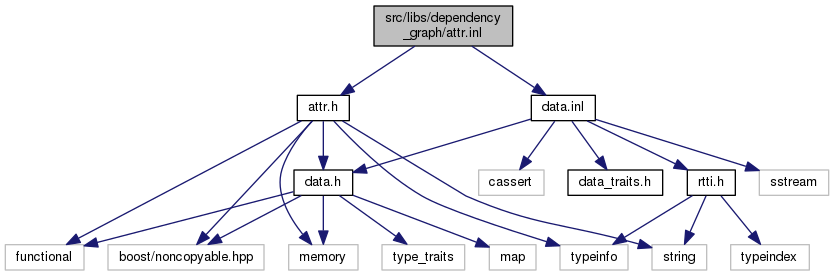 src/libs/dependency
_graph/attr.inl
attr.h
data.inl
data.h
cassert
data_traits.h
rtti.h
sstream
functional
boost/noncopyable.hpp
memory
type_traits
map
typeinfo
string
typeindex